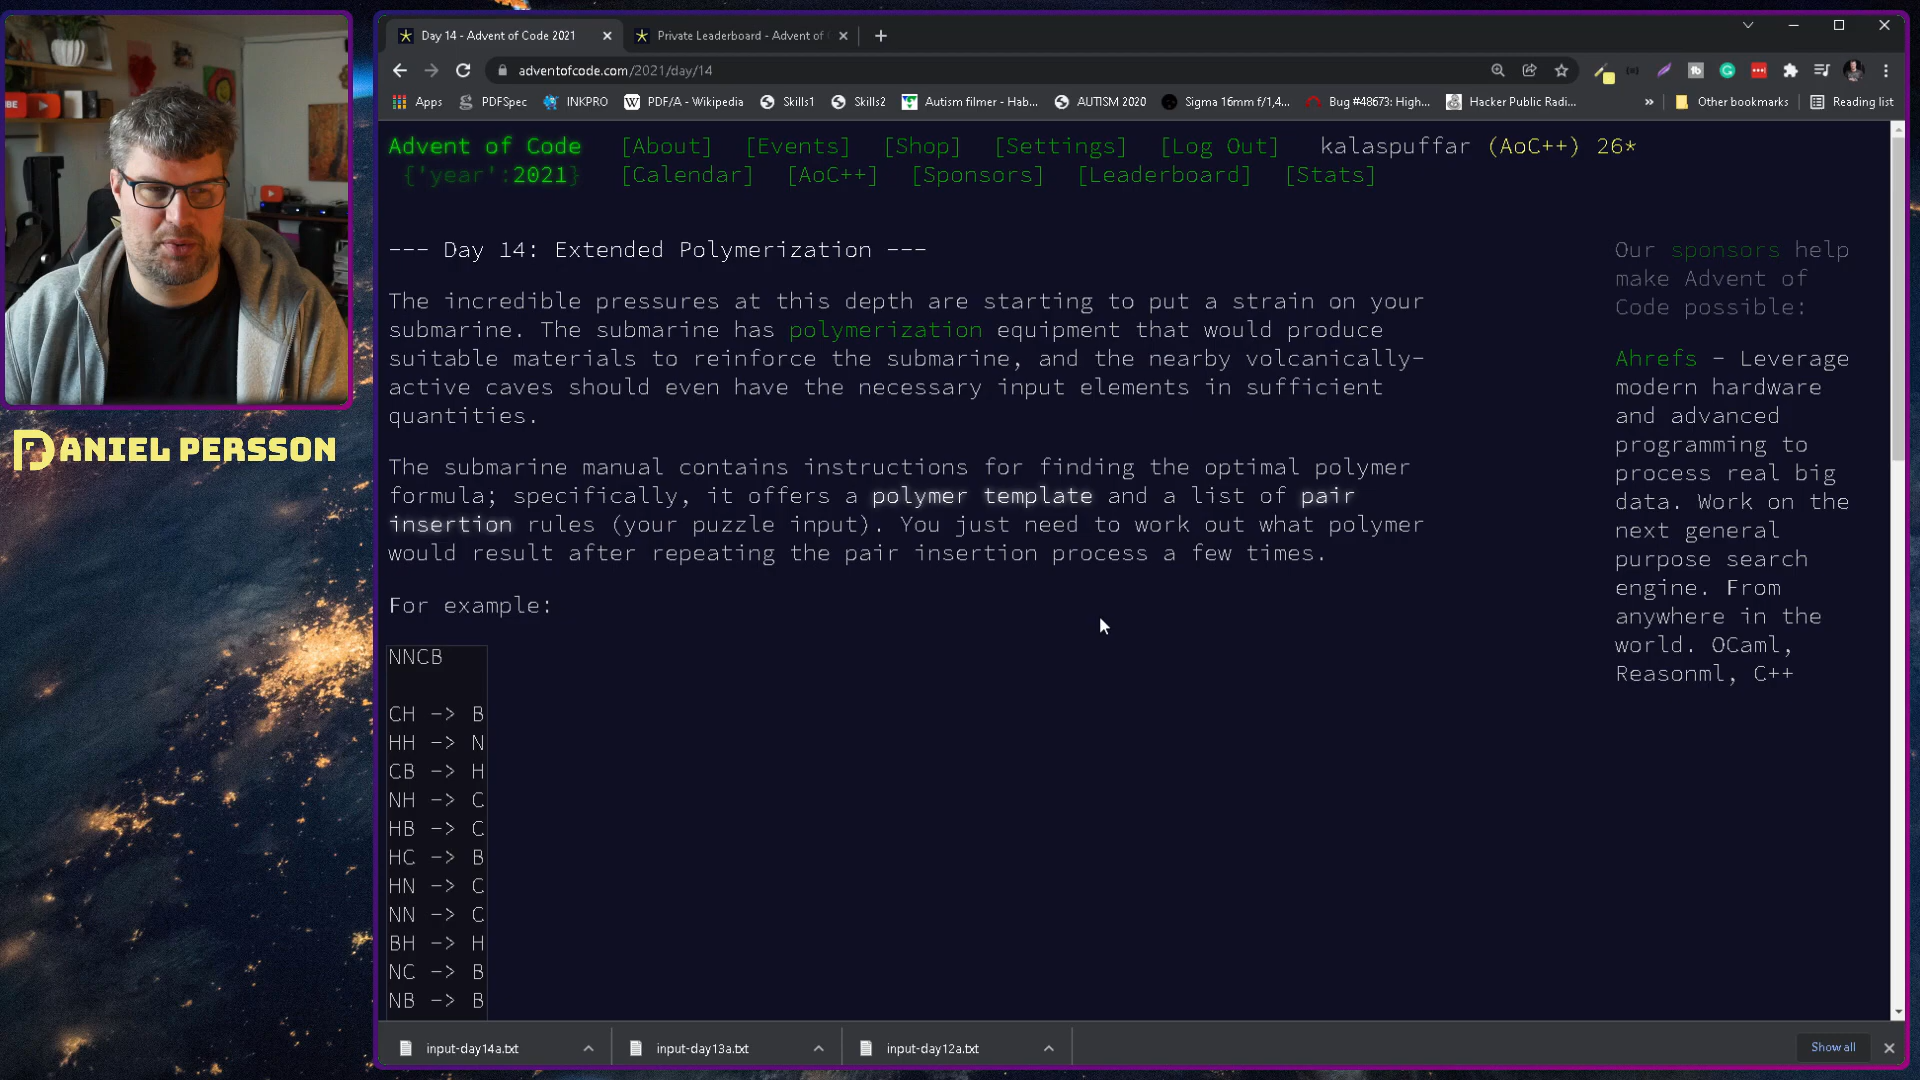 Day 14 - Advent of Code 2021
Private Leaderboard - Advent of
adventofcode.com/2021/day/14
Apps
PDFSpec
INKPRO
PDF/A - Wikipedia
Skills1
Skills2
Autism filmer - Hab...
AUTISM 2020
Sigma 16mm f/1,4...
Bug #48673: High...
Hacker Public Radi...
»
Other bookmarks
Reading list
Advent of Code [About] [Events] [Shop] [Settings] [Log Out] kalaspuffar (AoC++) 26*
{'year':2021} [Calendar] [AoC++] [Sponsors] [Leaderboard] [Stats]
--- Day 14: Extended Polymerization ---
The incredible pressures at this depth are starting to put a strain on your
submarine. The submarine has polymerization equipment that would produce
suitable materials to reinforce the submarine, and the nearby volcanically-
active caves should even have the necessary input elements in sufficient
quantities.
The submarine manual contains instructions for finding the optimal polymer
formula; specifically, it offers a polymer template and a list of pair
insertion rules (your puzzle input). You just need to work out what polymer
would result after repeating the pair insertion process a few times.
For example:
NNCB
CH -> B
HH -> N
CB -> H
NH -> C
HB -> C
HC -> B
HN -> C
NN -> C
BH -> H
NC -> B
NB -> B
Our sponsors help
make Advent of
Code possible:
Ahrefs - Leverage
modern hardware
and advanced
programming to
process real big
data. Work on the
next general
purpose search
engine. From
anywhere in the
world. OCaml,
Reasonml, C++
input-day14a.txt
input-day13a.txt
input-day12a.txt
Show all
DANIEL PERSSON